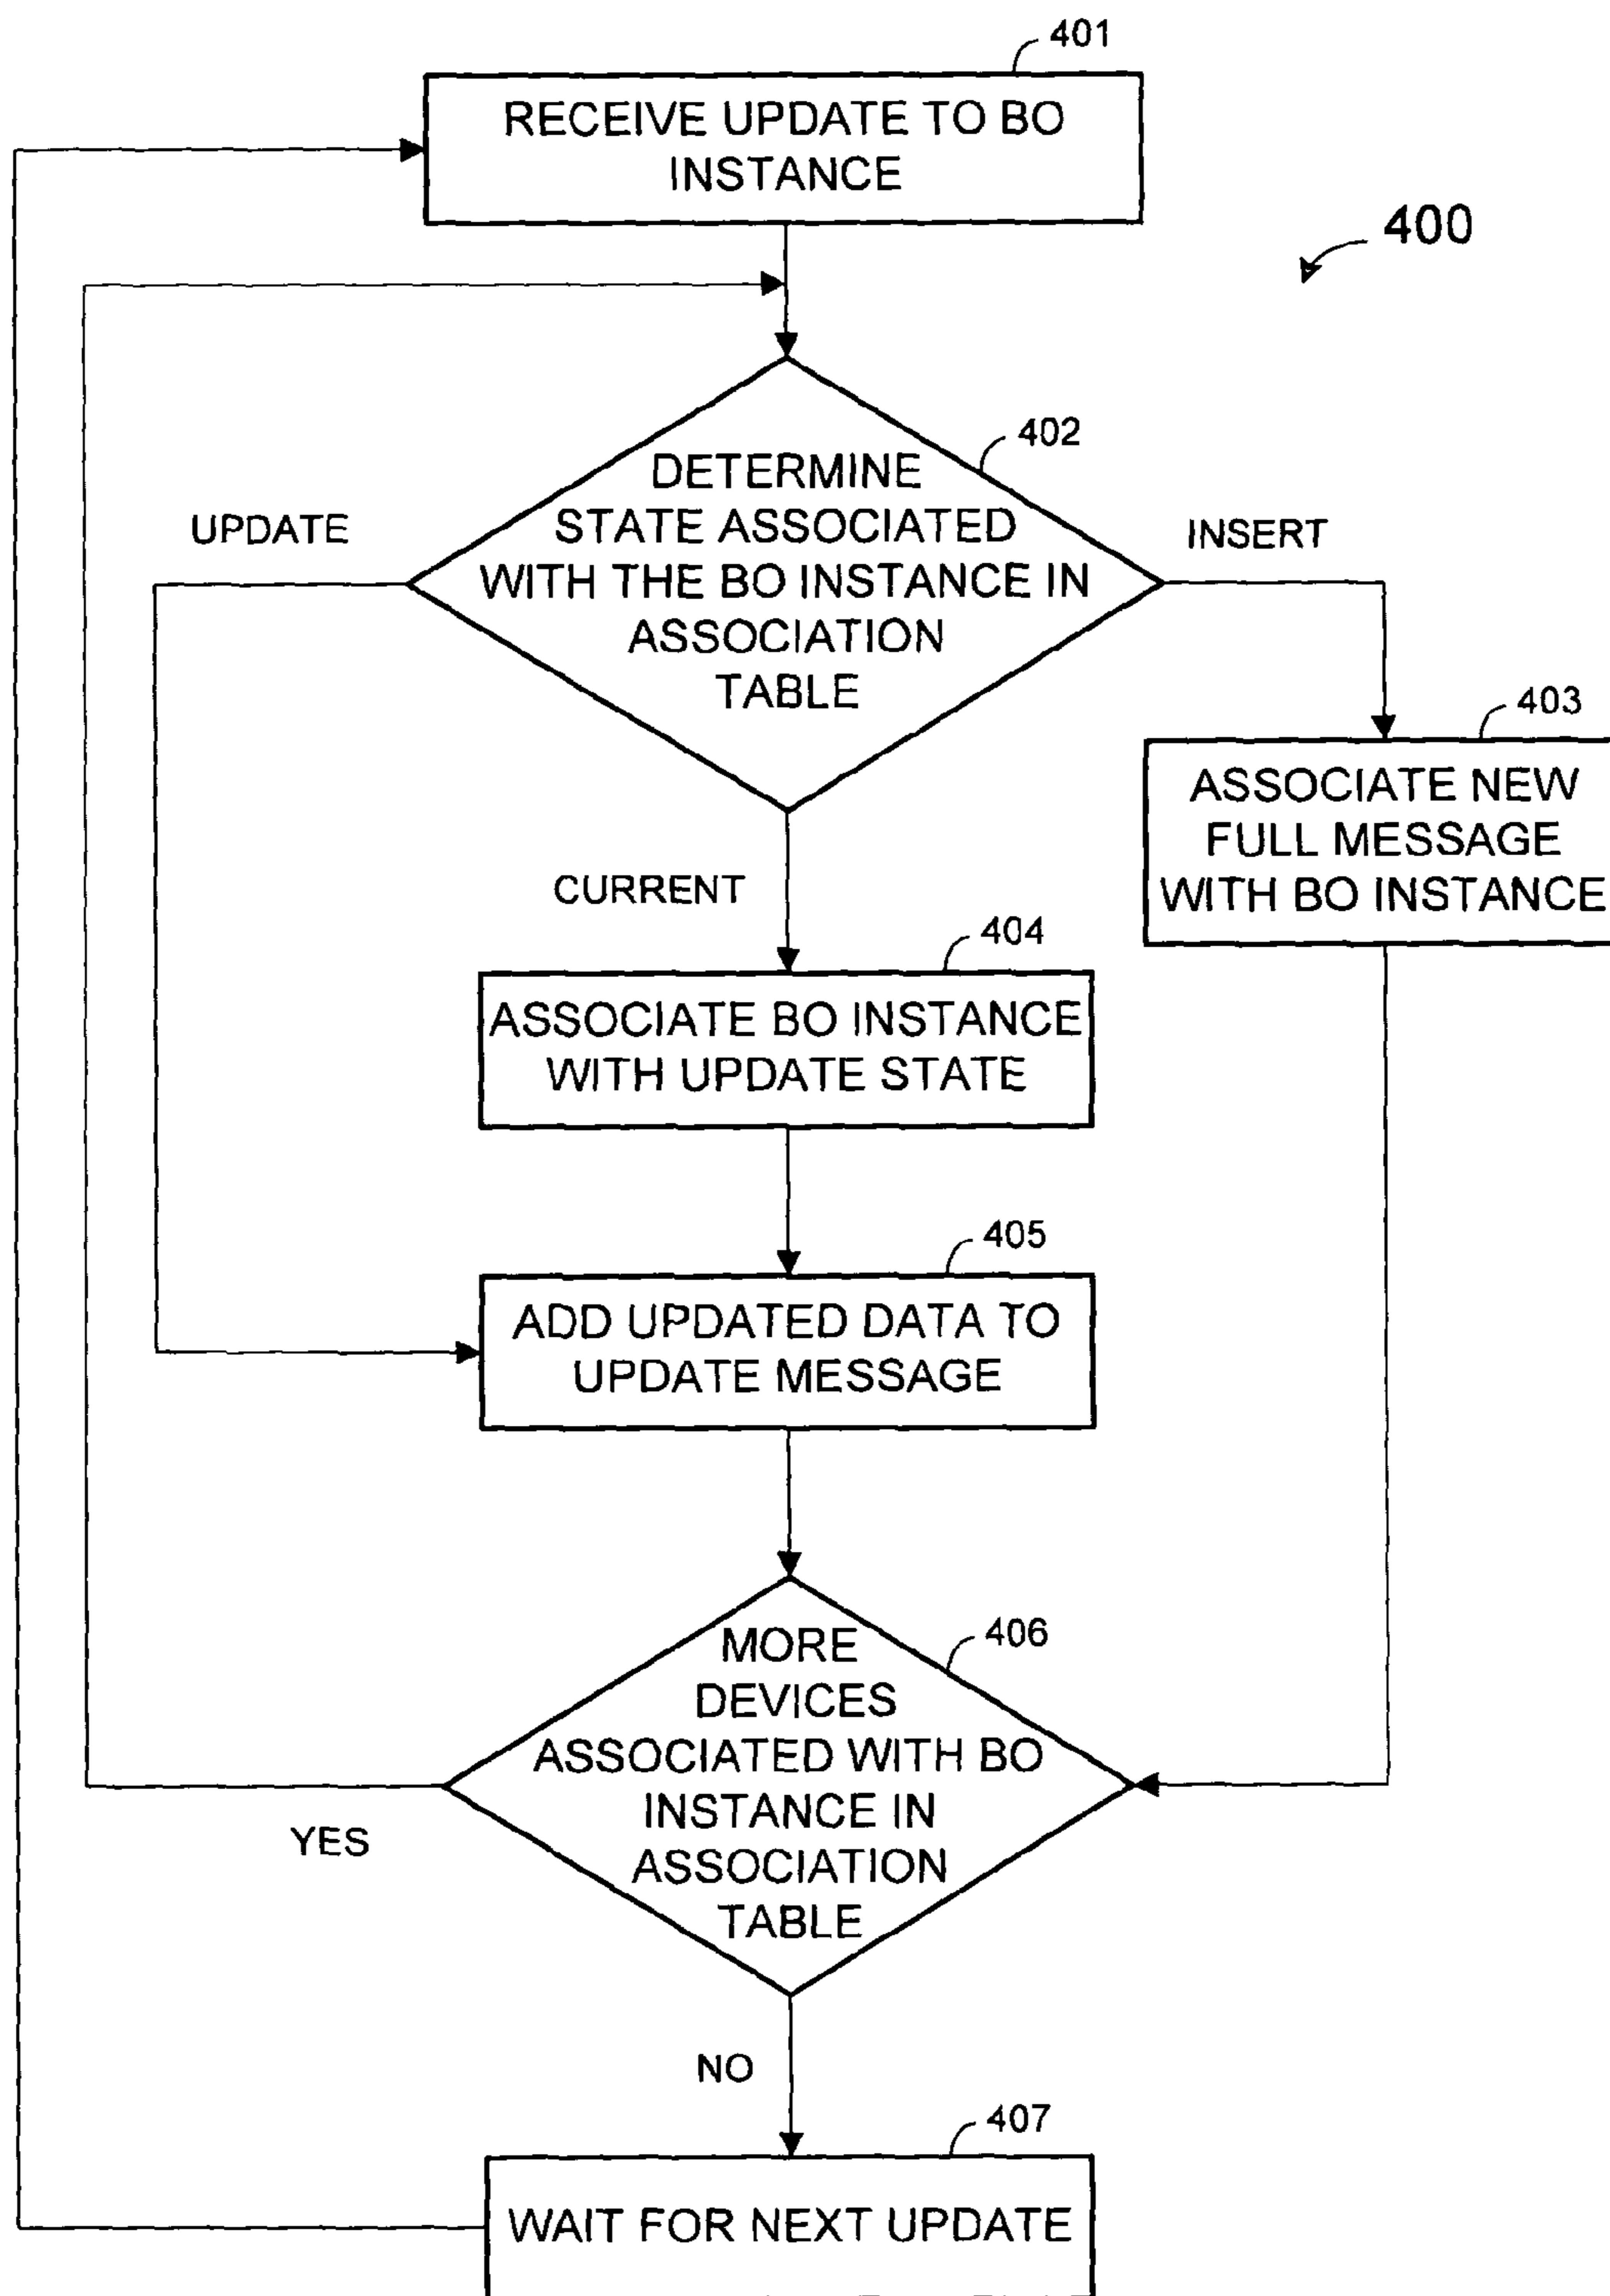 401
RECEIVE UPDATE TO BO
INSTANCE
400
402
DETERMINE
STATE ASSOCIATED
WITH THE BO INSTANCE IN
ASSOCIATION
TABLE
UPDATE
INSERT
403
ASSOCIATE NEW
FULL MESSAGE
WITH BO INSTANCE
CURRENT
404
ASSOCIATE BO INSTANCE
WITH UPDATE STATE
405
ADD UPDATED DATA TO
UPDATE MESSAGE
406
MORE
DEVICES
ASSOCIATED WITH BO
INSTANCE IN
ASSOCIATION
TABLE
YES
NO
407
WAIT FOR NEXT UPDATE